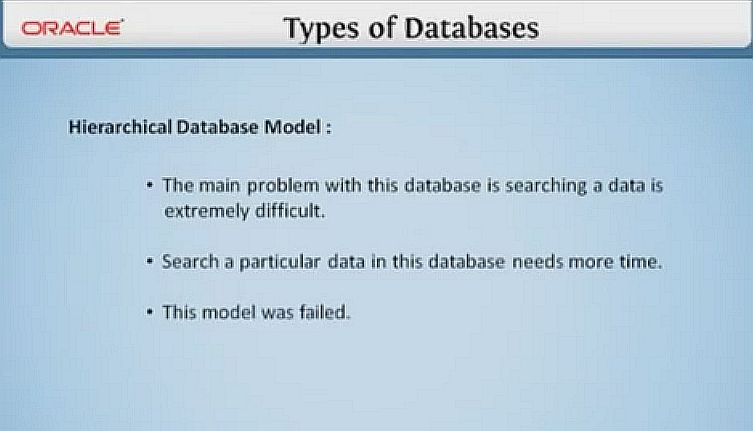 ORACLE
Types of Databases
Hierarchical Database Model :
• The main problem with this database is searching a data is
extremely difficult.
• Search a particular data in this database needs more time.
• This model was failed.